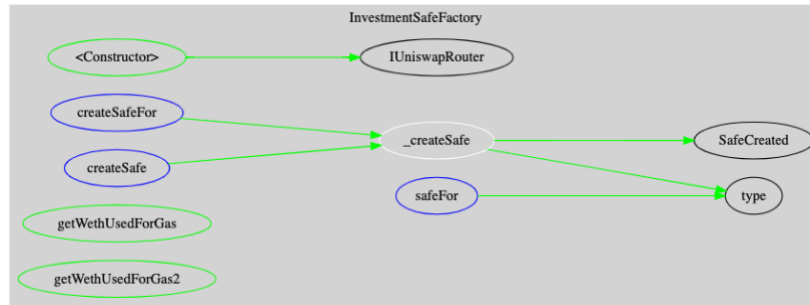 InvestmentSafeFactory
<Constructor>
IUniswapRouter
createSafeFor
_createSafe
SafeCreated
createSafe
safeFor
type
getWethUsedForGas
getWethUsedForGas2